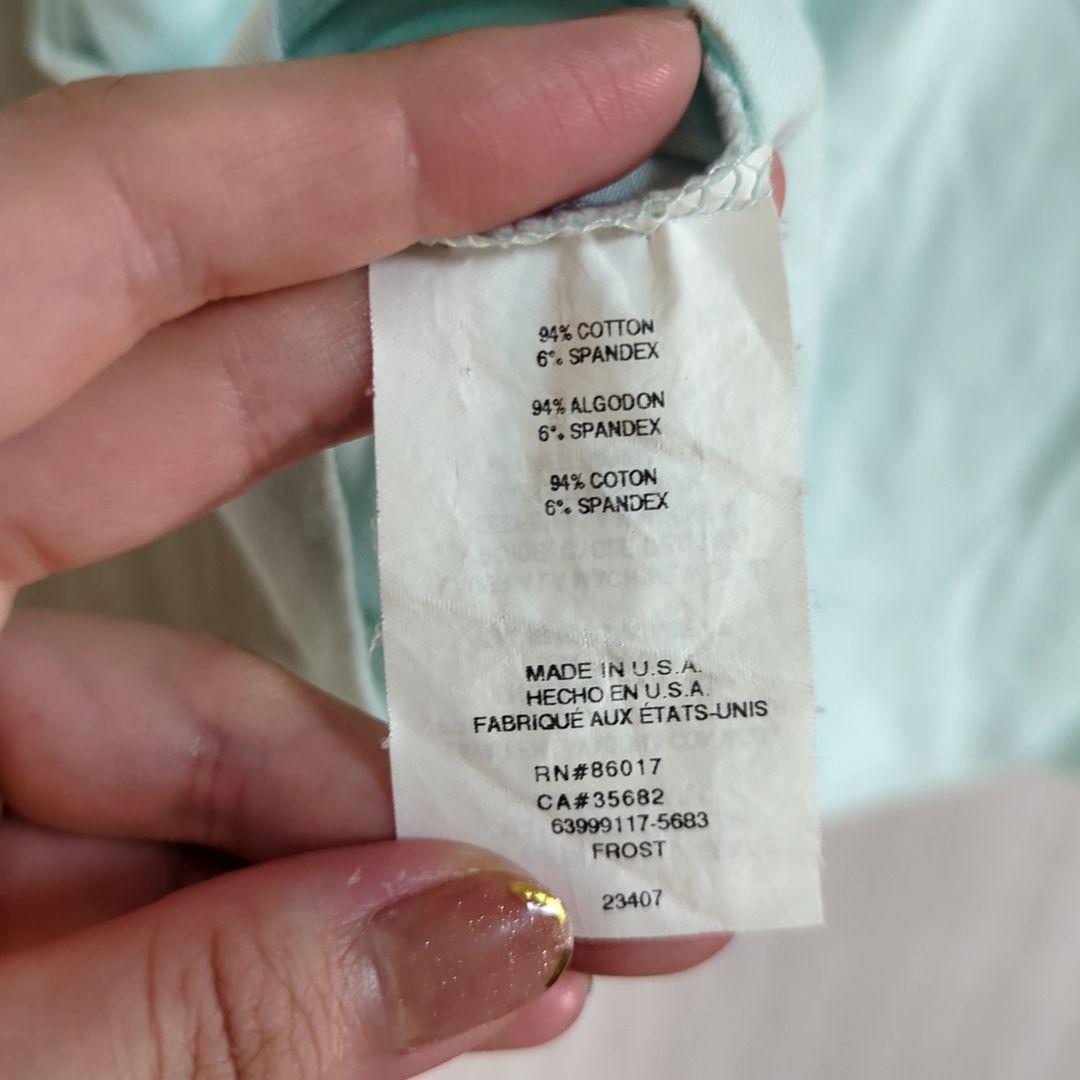 94% COTTON
6% SPANDEX
94% ALGODON
6% SPANDEX
94% COTON
6% SPANDEX
MADE IN U.S.A.
HECHO EN U.S.A.
FABRIQUÉ AUX ÉTATS-UNIS
RN#86017
CA#35682
63999117-5683
FROST
23407